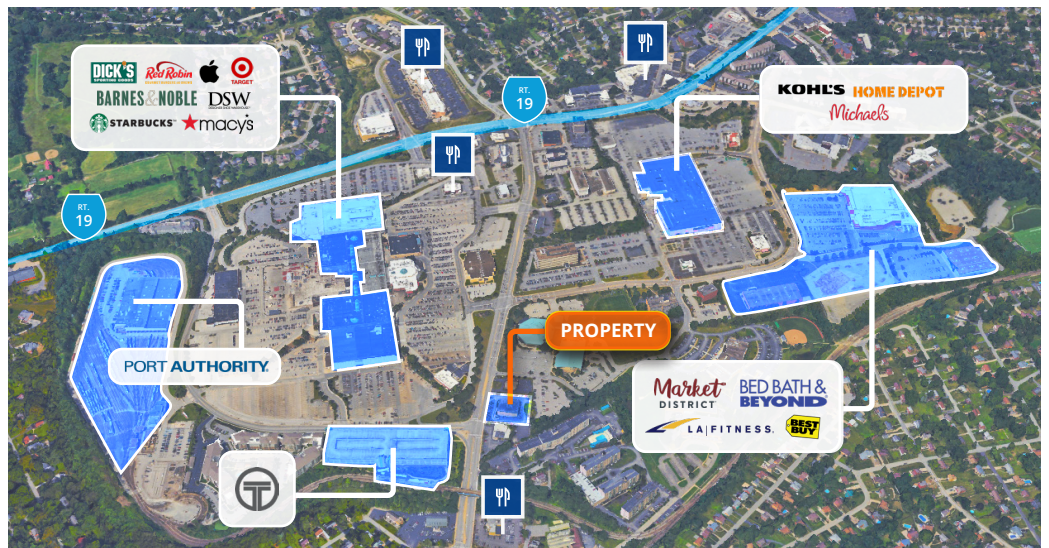 RT.
19
RT.
19
DICK'S
SPORTING GOODS
Red Robin
TARGET
BARNES&NOBLE
DSW
STARBUCKS
macy's
KOHL'S
HOME DEPOT
Michaels
PORT AUTHORITY
PROPERTY
Market
DISTRICT
BED BATH &
BEYOND
LA|FITNESS.
BEST
BUY
T